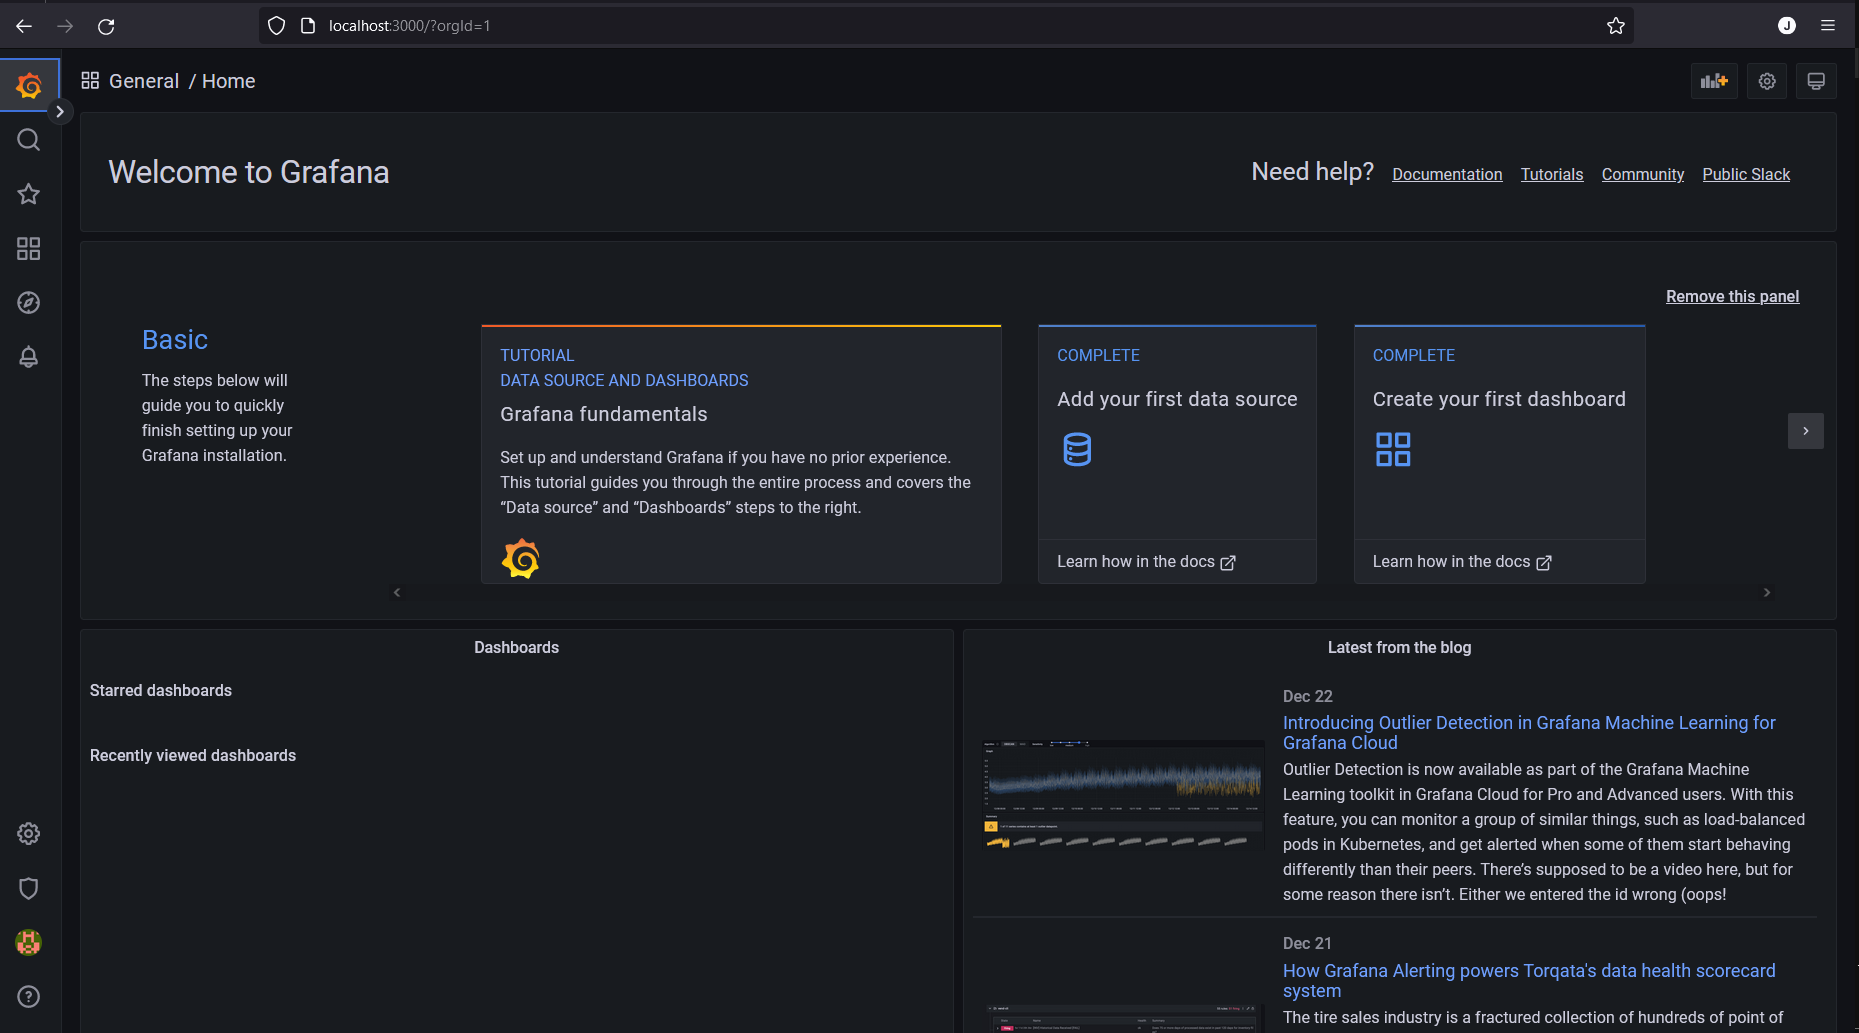 localhost:3000/?orgId=1
J
General / Home
Welcome to Grafana
Need help? Documentation Tutorials Community Public Slack
Remove this panel
Basic
The steps below will
guide you to quickly
finish setting up your
Grafana installation.
TUTORIAL
DATA SOURCE AND DASHBOARDS
Grafana fundamentals
Set up and understand Grafana if you have no prior experience.
This tutorial guides you through the entire process and covers the
“Data source” and “Dashboards” steps to the right.
COMPLETE
Add your first data source
Learn how in the docs
COMPLETE
Create your first dashboard
Learn how in the docs
Dashboards
Starred dashboards
Recently viewed dashboards
Latest from the blog
Dec 22
Introducing Outlier Detection in Grafana Machine Learning for
Grafana Cloud
Outlier Detection is now available as part of the Grafana Machine
Learning toolkit in Grafana Cloud for Pro and Advanced users. With this
feature, you can monitor a group of similar things, such as load-balanced
pods in Kubernetes, and get alerted when some of them start behaving
differently than their peers. There’s supposed to be a video here, but for
some reason there isn’t. Either we entered the id wrong (oops!
Dec 21
How Grafana Alerting powers Torqata's data health scorecard
system
The tire sales industry is a fractured collection of hundreds of point of